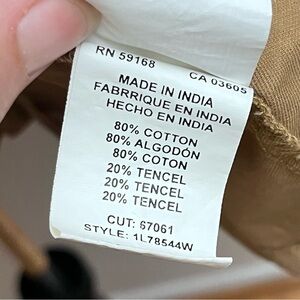 RN 59168 CA 03605
MADE IN INDIA
FABRIQUE EN INDIA
HECHO EN INDIA
80% COTTON
80% ALGODÓN
80% COTON
20% TENCEL
20% TENCEL
20% TENCEL
CUT: 67061
STYLE: 1L78544W